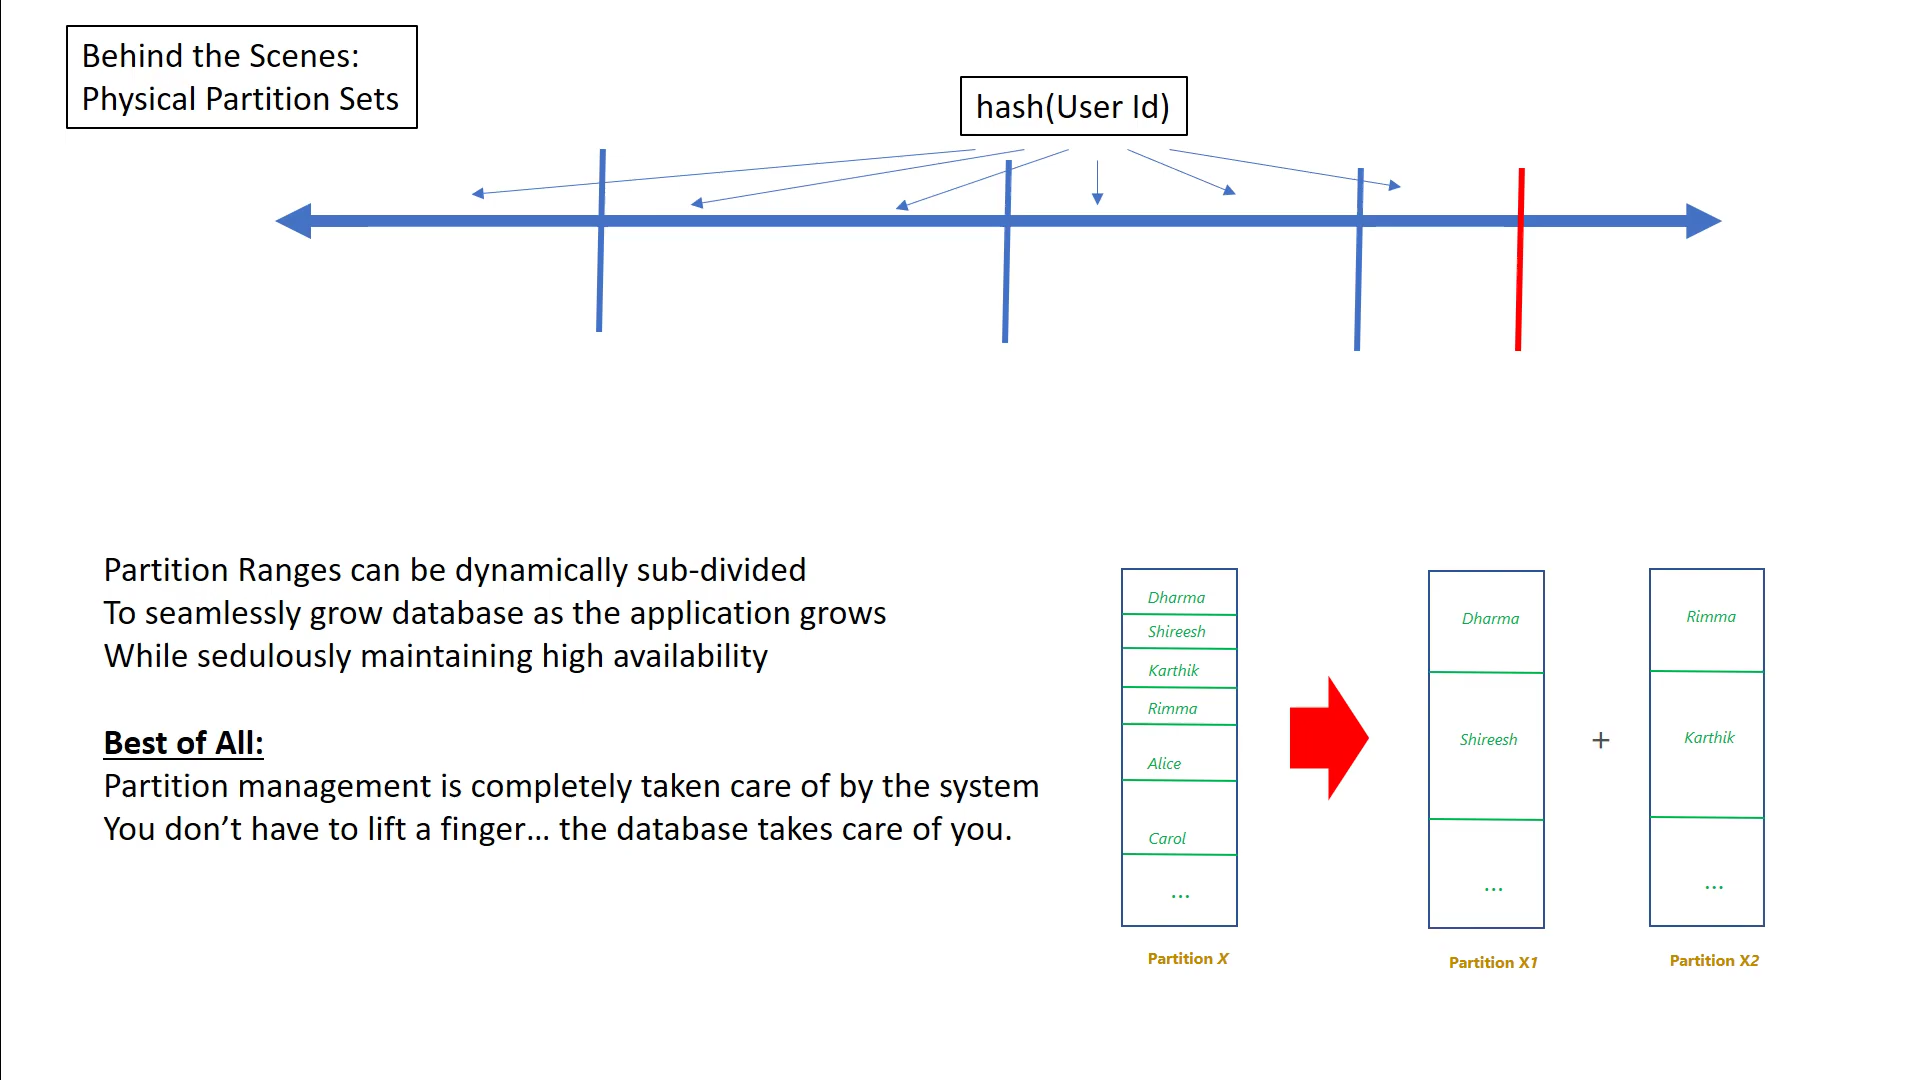 Behind the Scenes:
Physical Partition Sets
hash(User Id)
Partition Ranges can be dynamically sub-divided
To seamlessly grow database as the application grows
While sedulously maintaining high availability
Best of All:
Partition management is completely taken care of by the system
You don’t have to lift a finger… the database takes care of you.
Dharma
Shireesh
Karthik
Rimma
Alice
Carol
...
Partition X
Dharma
Shireesh
...
Partition X1
+
Rimma
Karthik
...
Partition X2